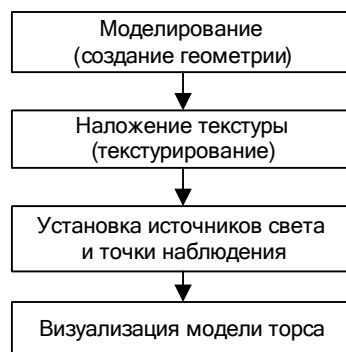 Моделирование
(создание геометрии)
Наложение текстуры
(текстурирование)
Установка источников света
и точки наблюдения
Визуализация модели торса